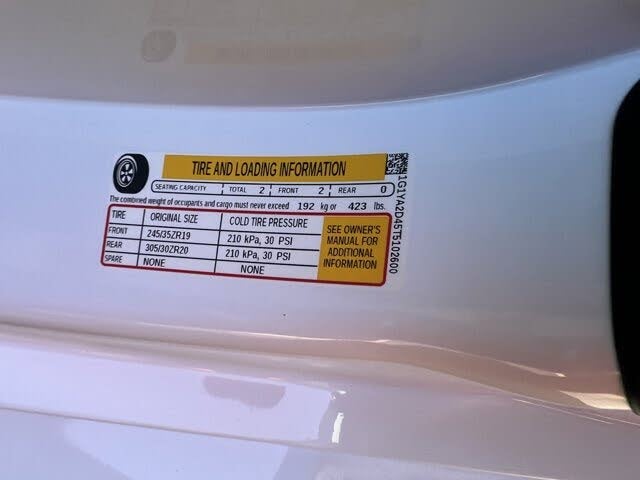 TIRE AND LOADING INFORMATION
SEATING CAPACITY TOTAL 2 FRONT 2 REAR 0
The combined weight of occupants and cargo must never exceed 192 kg or 423 lbs.
TIRE ORIGINAL SIZE COLD TIRE PRESSURE
FRONT 245/35ZR19 210 kPa, 30 PSI
REAR 305/30ZR20 210 kPa, 30 PSI
SPARE NONE NONE
SEE OWNER'S
MANUAL FOR
ADDITIONAL
INFORMATION
1G1YA2D45T5102600